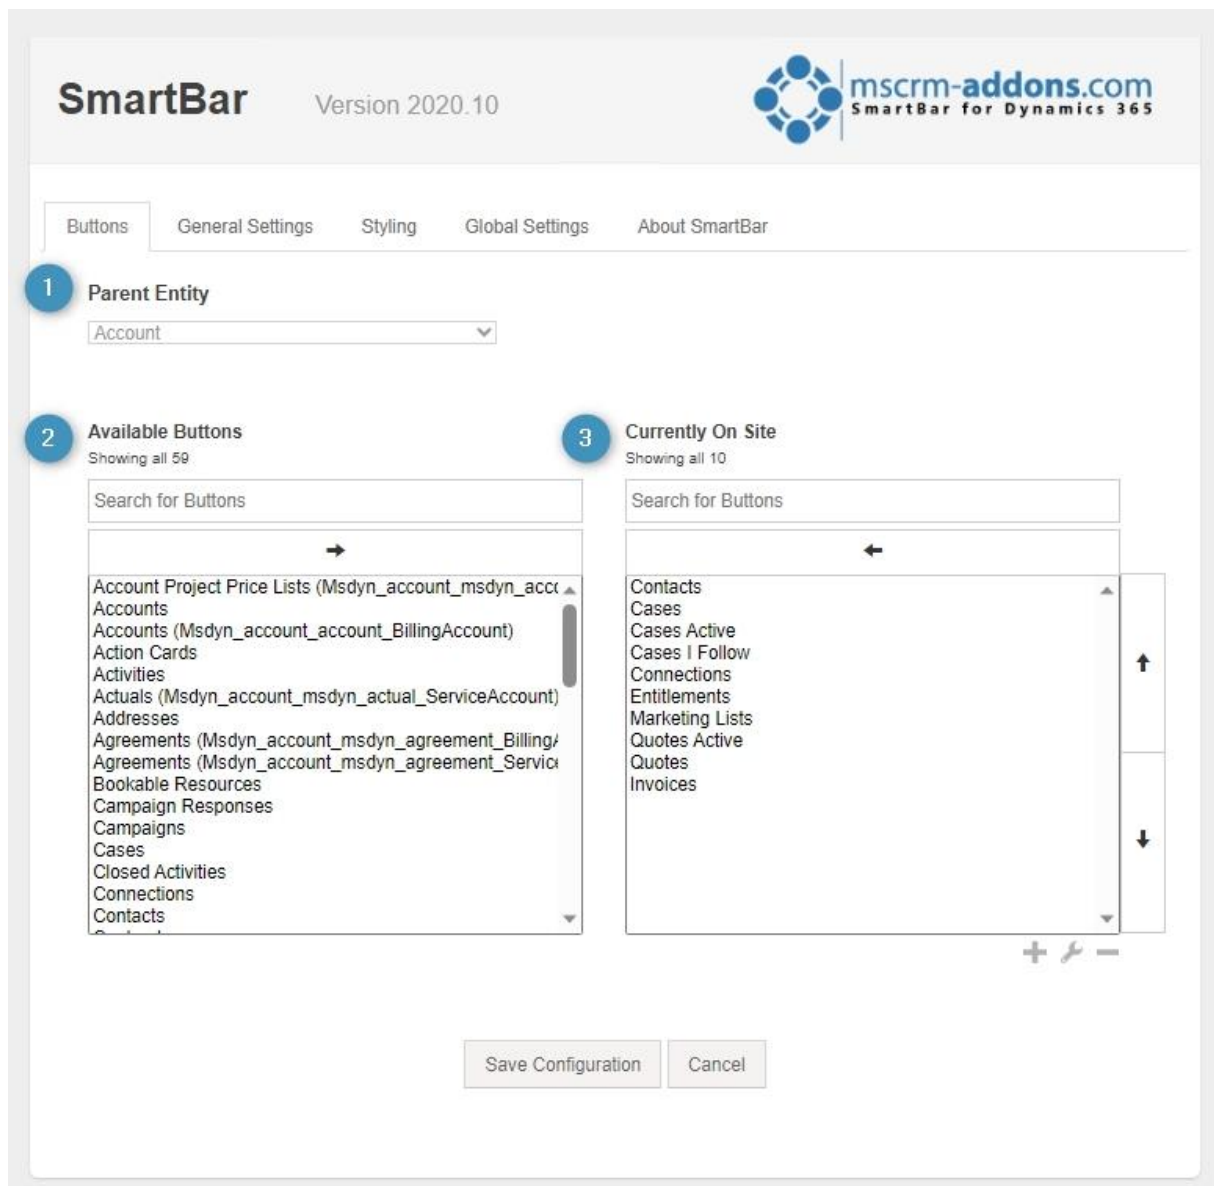 SmartBar Version 2020.10
mscrm-addons.com
SmartBar for Dynamics 365
Buttons General Settings Styling Global Settings About SmartBar
1 Parent Entity
Account
2 Available Buttons
Showing all 59
Search for Buttons
Account Project Price Lists (Msdyn_account_msdyn_acc
Accounts
Accounts (Msdyn_account_account_BillingAccount)
Action Cards
Activities
Actuals (Msdyn_account_msdyn_actual_ServiceAccount)
Addresses
Agreements (Msdyn_account_msdyn_agreement_Billing
Agreements (Msdyn_account_msdyn_agreement_Service
Bookable Resources
Campaign Responses
Campaigns
Cases
Closed Activities
Connections
Contacts
3 Currently On Site
Showing all 10
Search for Buttons
Contacts
Cases
Cases Active
Cases I Follow
Connections
Entitlements
Marketing Lists
Quotes Active
Quotes
Invoices
Save Configuration Cancel